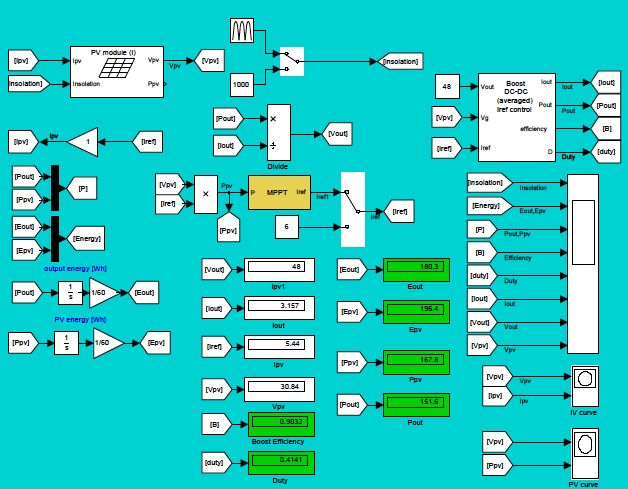 [Ipv]
Insolation]
Ipv
Insolation
PV module (I)
Vpv
Ppv
Vpv
[Vpv]
1000
[Insolation]
48
[Vpv]
[Iref]
Vout
Vg
Iref
Boost
DC-DC
(averaged)
Iref control
Iout
Pout
efficiency
D
Iout
Pout
Duty
[Iout]
[Pout]
[B]
[duty]
[Pout]
[Iout]
×
÷
Divide
[Vout]
[Ipv]
Ipv
1
[Iref]
[Pout]
[Ppv]
[P]
[Eout]
[Epv]
[Energy]
[Vpv]
[Iref]
×
Ppv
[Ppv]
P
MPPT
Iref
Iref1
6
Iref
[Iref]
output energy [Wh]
[Pout]
1
s
1/60
[Eout]
PV energy [Wh]
[Ppv]
1
s
1/60
[Epv]
[Vout]
48
Ipv1
[Iout]
3.157
Iout
[Iref]
5.44
Ipv
[Vpv]
30.84
Vpv
[B]
0.9032
Boost Efficiency
[duty]
0.4141
Duty
[Eout]
180.3
Eout
[Epv]
196.4
Epv
[Ppv]
167.8
Ppv
[Pout]
151.6
Pout
[Insolation]
Insolation
[Energy]
Eout,Epv
[P]
Pout,Ppv
[B]
Efficiency
[duty]
Duty
[Iout]
Iout
[Vout]
Vout
[Vpv]
Vpv
[Vpv]
Vpv
[Ipv]
Ipv
IV curve
[Vpv]
[Ppv]
PV curve